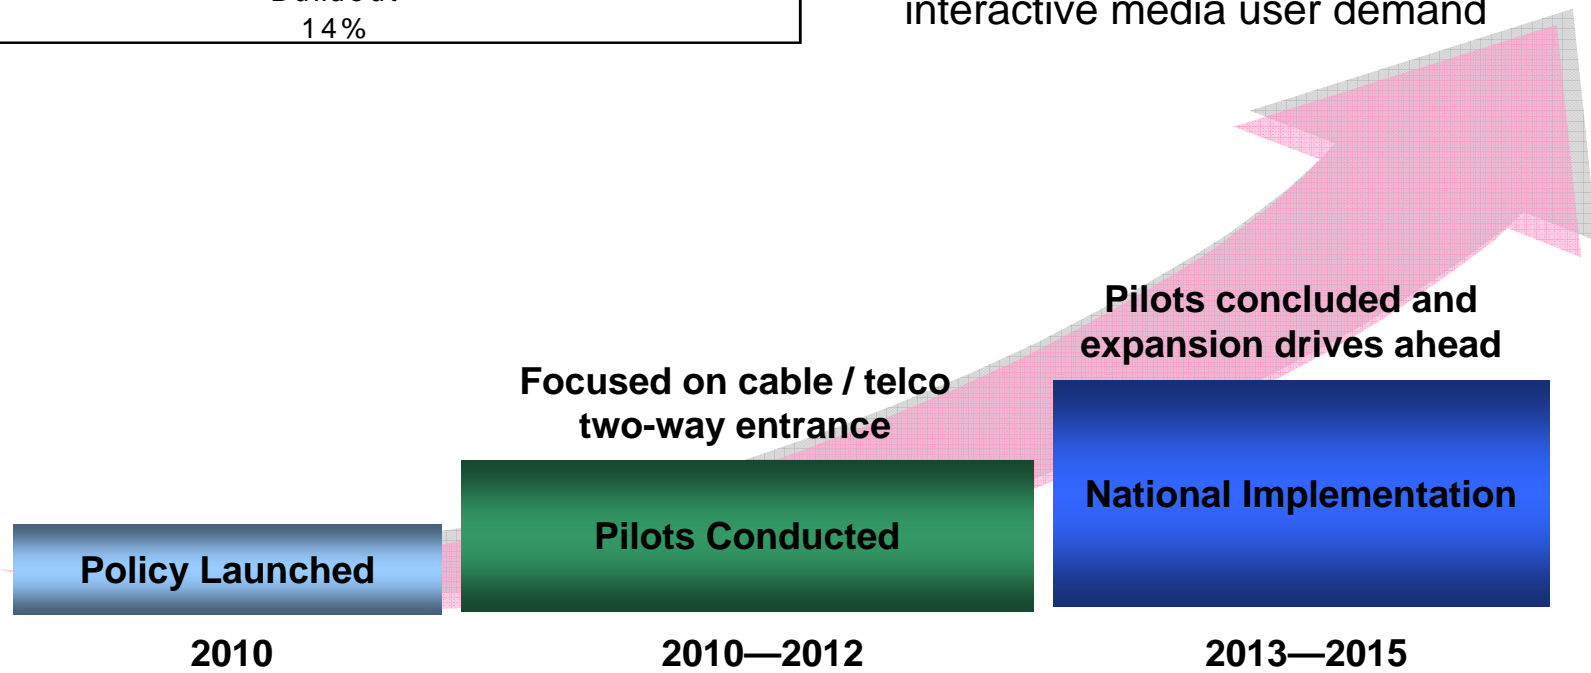 14%
interactive media user demand
Pilots concluded and
expansion drives ahead
Focused on cable / telco
two-way entrance
National Implementation
Pilots Conducted
Policy Launched
2010
2010—2012
2013—2015